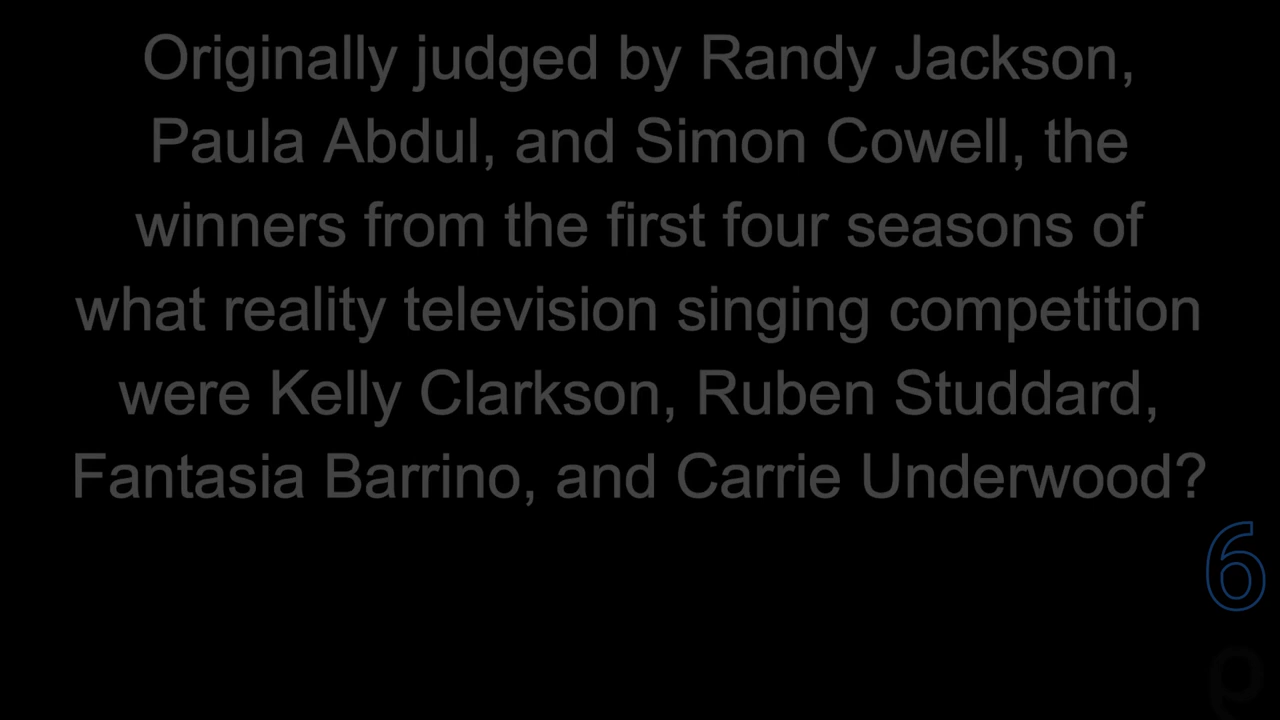 Originally judged by Randy Jackson,
Paula Abdul, and Simon Cowell, the
winners from the first four seasons of
what reality television singing competition
were Kelly Clarkson, Ruben Studdard,
Fantasia Barrino, and Carrie Underwood?
6